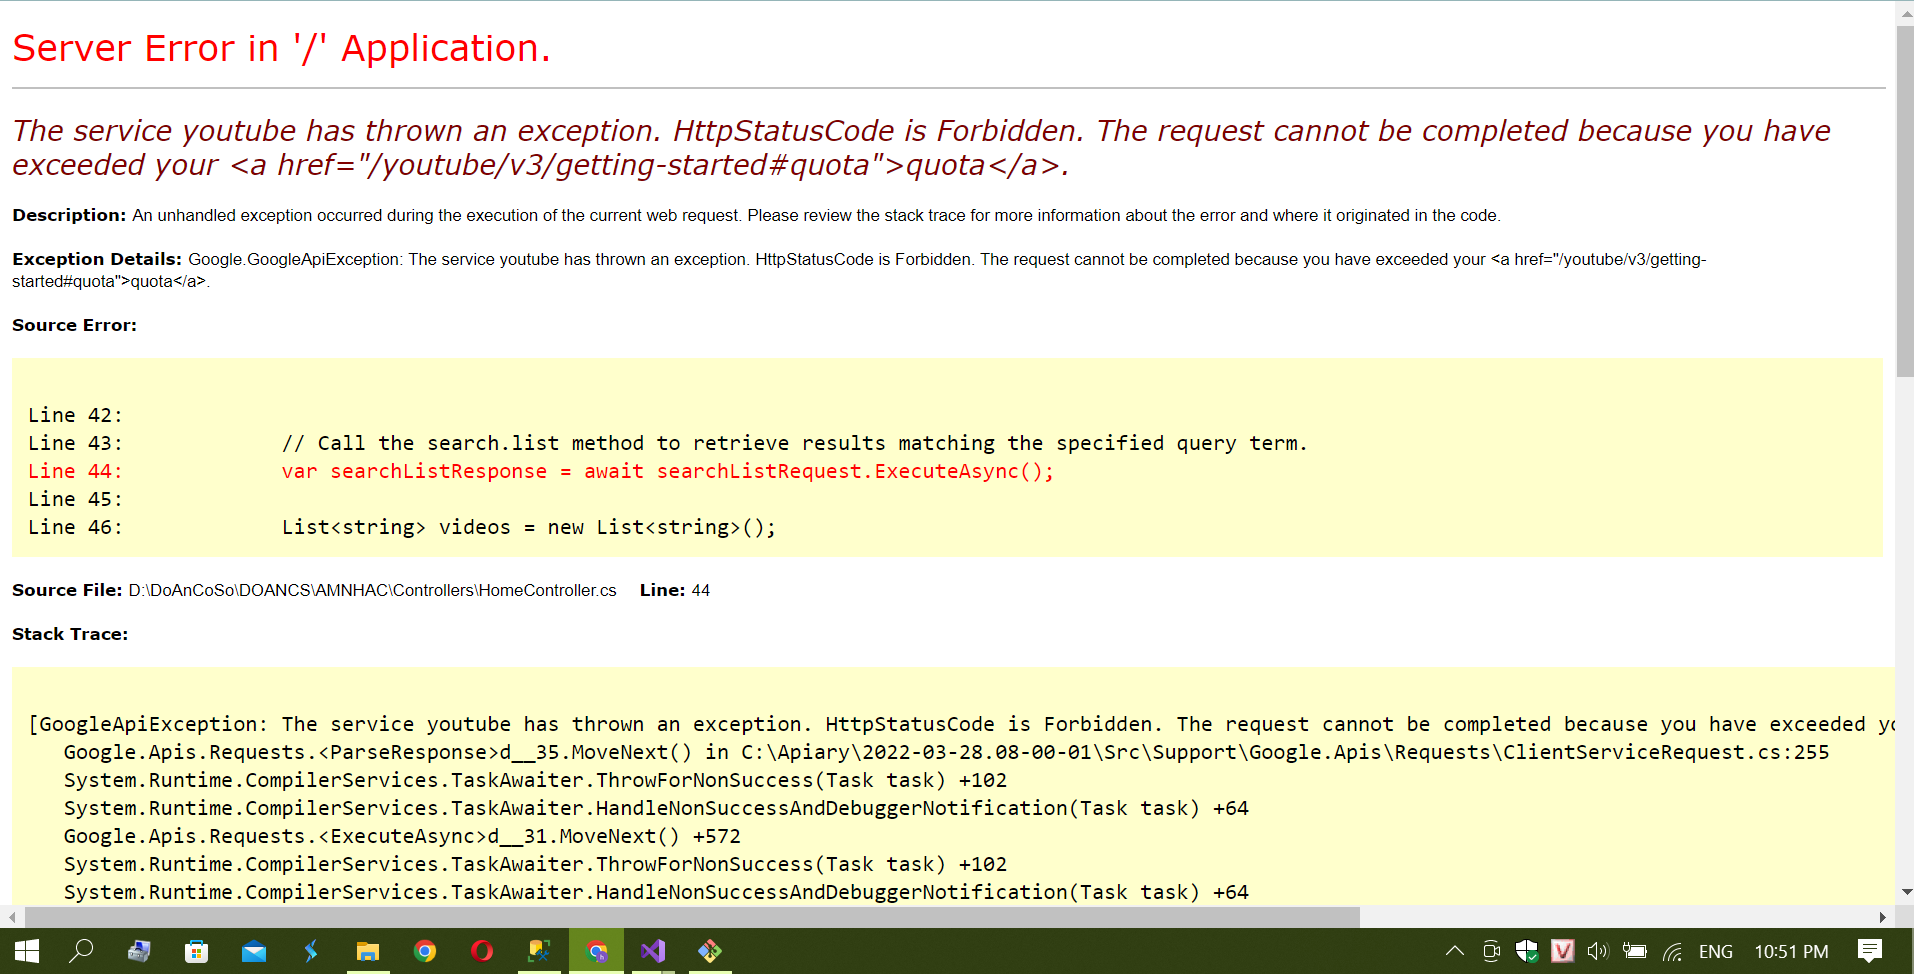 Server Error in '/' Application.
The service youtube has thrown an exception. HttpStatusCode is Forbidden. The request cannot be completed because you have
exceeded your <a href="/youtube/v3/getting-started#quota">quota</a>.
Description: An unhandled exception occurred during the execution of the current web request. Please review the stack trace for more information about the error and where it originated in the code.
Exception Details: Google.GoogleApiException: The service youtube has thrown an exception. HttpStatusCode is Forbidden. The request cannot be completed because you have exceeded your <a href="/youtube/v3/getting-
started#quota">quota</a>.
Source Error:
Line 42:
Line 43:             // Call the search.list method to retrieve results matching the specified query term.
Line 44:             var searchListResponse = await searchListRequest.ExecuteAsync();
Line 45:
Line 46:             List<string> videos = new List<string>();
Source File: D:\DoAnCoSo\DOANCS\AMNHAC\Controllers\HomeController.cs    Line: 44
Stack Trace:
[GoogleApiException: The service youtube has thrown an exception. HttpStatusCode is Forbidden. The request cannot be completed because you have exceeded
   Google.Apis.Requests.<ParseResponse>d__35.MoveNext() in C:\Apiary\2022-03-28.08-00-01\Src\Support\Google.Apis\Requests\ClientServiceRequest.cs:255
   System.Runtime.CompilerServices.TaskAwaiter.ThrowForNonSuccess(Task task) +102
   System.Runtime.CompilerServices.TaskAwaiter.HandleNonSuccessAndDebuggerNotification(Task task) +64
   Google.Apis.Requests.<ExecuteAsync>d__31.MoveNext() +572
   System.Runtime.CompilerServices.TaskAwaiter.ThrowForNonSuccess(Task task) +102
   System.Runtime.CompilerServices.TaskAwaiter.HandleNonSuccessAndDebuggerNotification(Task task) +64
V ENG 10:51 PM